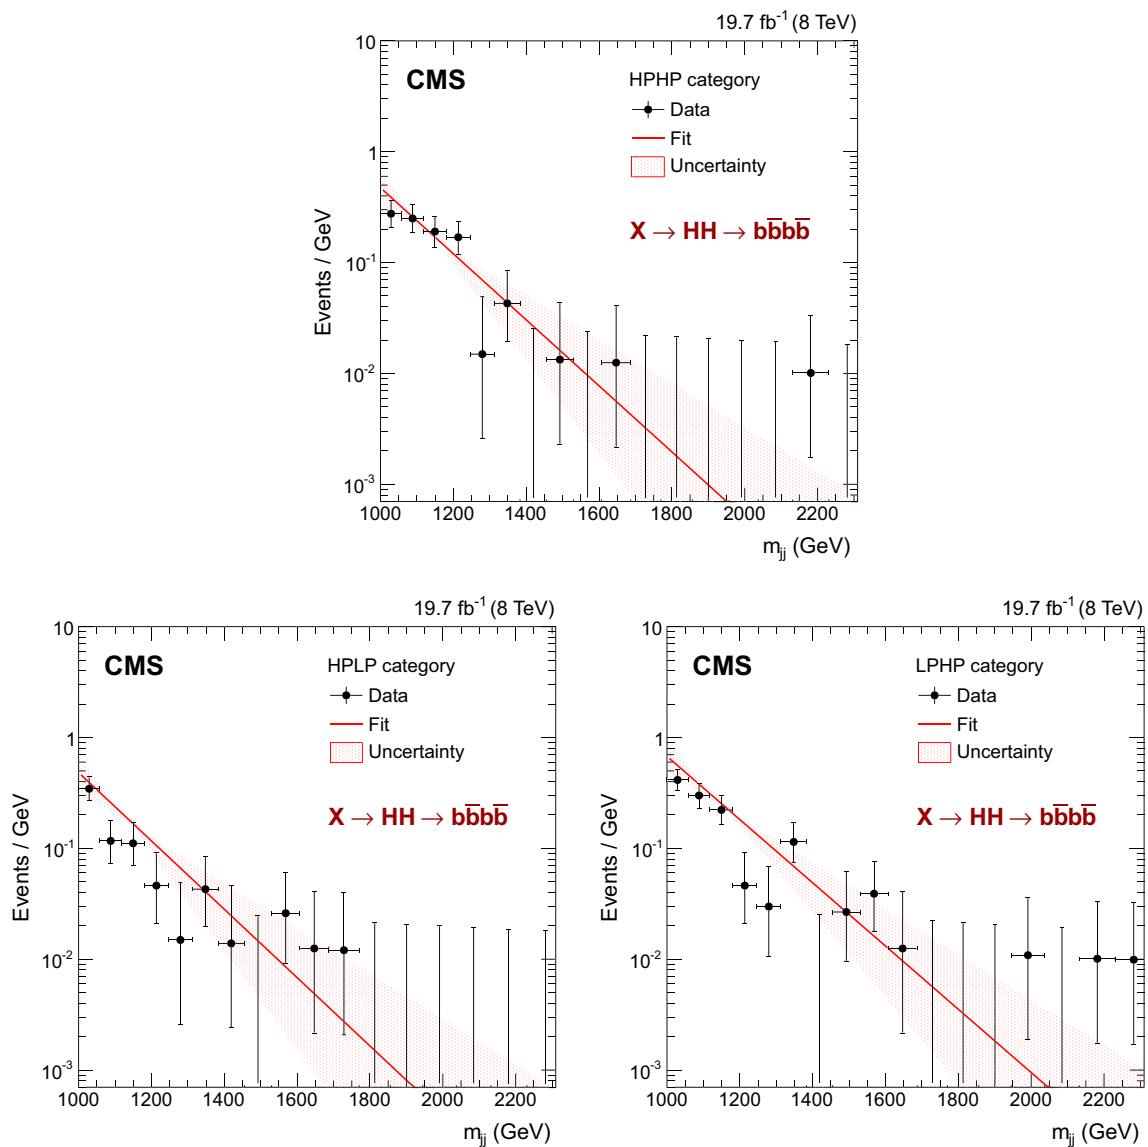 19.7 fb⁻¹ (8 TeV)
10
CMS
HPHP category
Data
Fit
Uncertainty
1
X → HH → bb̅bb̅
Events / GeV
10⁻¹
10⁻²
10⁻³
1000 1200 1400 1600 1800 2000 2200
m_jj (GeV)
19.7 fb⁻¹ (8 TeV)
10
CMS
HPLP category
Data
Fit
Uncertainty
1
X → HH → bb̅bb̅
Events / GeV
10⁻¹
10⁻²
10⁻³
1000 1200 1400 1600 1800 2000 2200
m_jj (GeV)
19.7 fb⁻¹ (8 TeV)
10
CMS
LPHP category
Data
Fit
Uncertainty
1
X → HH → bb̅bb̅
Events / GeV
10⁻¹
10⁻²
10⁻³
1000 1200 1400 1600 1800 2000 2200
m_jj (GeV)